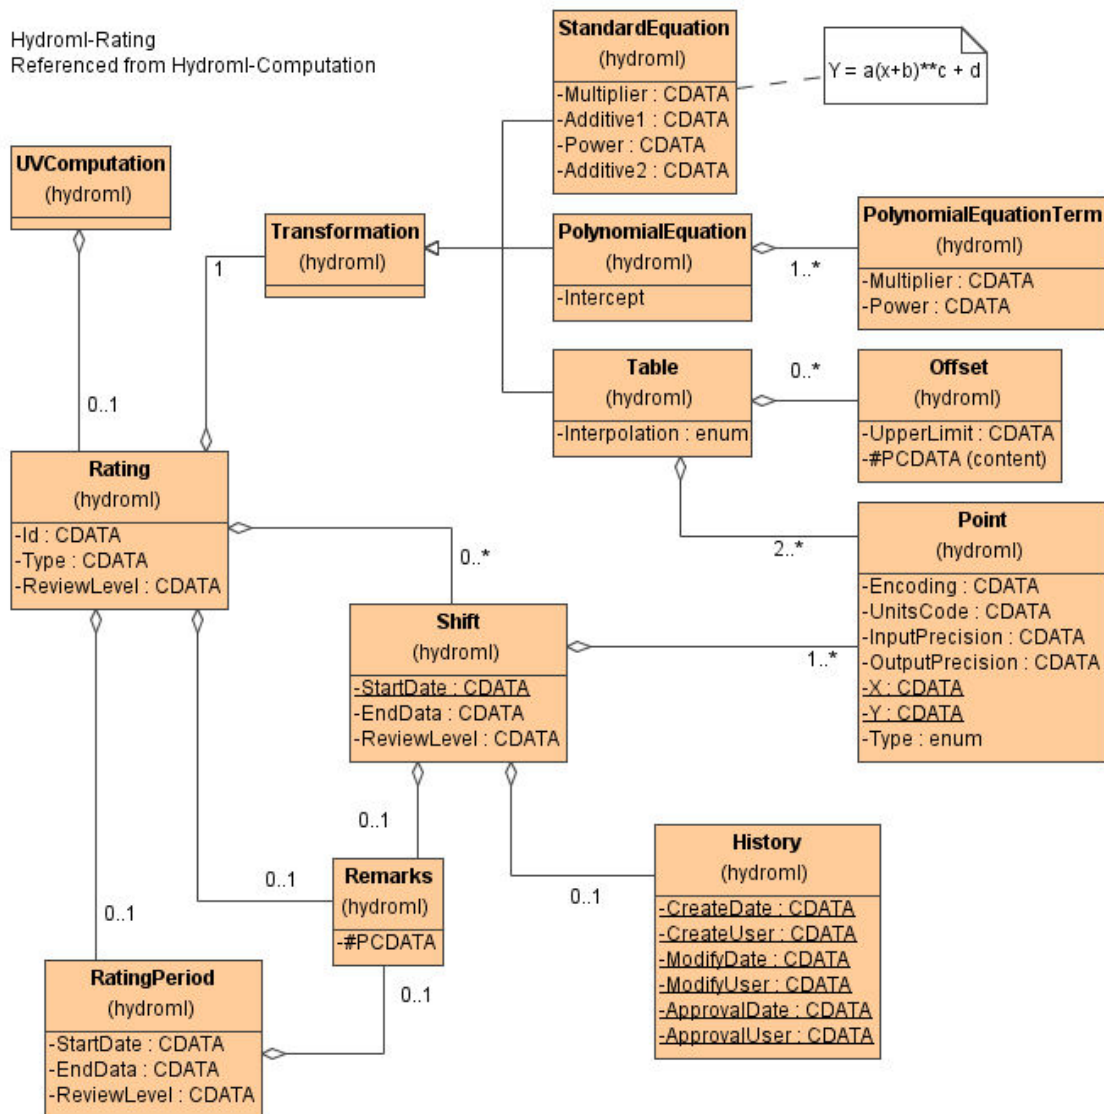 Hydroml-Rating
Referenced from Hydroml-Computation
StandardEquation
(hydroml)
-Multiplier : CDATA
-Additive1 : CDATA
-Power : CDATA
-Additive2 : CDATA
Y = a(x+b)**c + d
UVComputation
(hydroml)
Transformation
(hydroml)
1
PolynomialEquation
(hydroml)
-Intercept
1..*
PolynomialEquationTerm
(hydroml)
-Multiplier : CDATA
-Power : CDATA
Table
(hydroml)
-Interpolation : enum
0..*
Offset
(hydroml)
-UpperLimit : CDATA
-#PCDATA (content)
0..1
Rating
(hydroml)
-Id : CDATA
-Type : CDATA
-ReviewLevel : CDATA
0..*
2..*
Point
(hydroml)
-Encoding : CDATA
-UnitsCode : CDATA
-InputPrecision : CDATA
-OutputPrecision : CDATA
-X : CDATA
-Y : CDATA
-Type : enum
Shift
(hydroml)
-StartDate : CDATA
-EndData : CDATA
-ReviewLevel : CDATA
1..*
0..1
0..1
0..1
0..1
Remarks
(hydroml)
-#PCDATA
0..1
History
(hydroml)
-CreateDate : CDATA
-CreateUser : CDATA
-ModifyDate : CDATA
-ModifyUser : CDATA
-ApprovalDate : CDATA
-ApprovalUser : CDATA
RatingPeriod
(hydroml)
-StartDate : CDATA
-EndData : CDATA
-ReviewLevel : CDATA